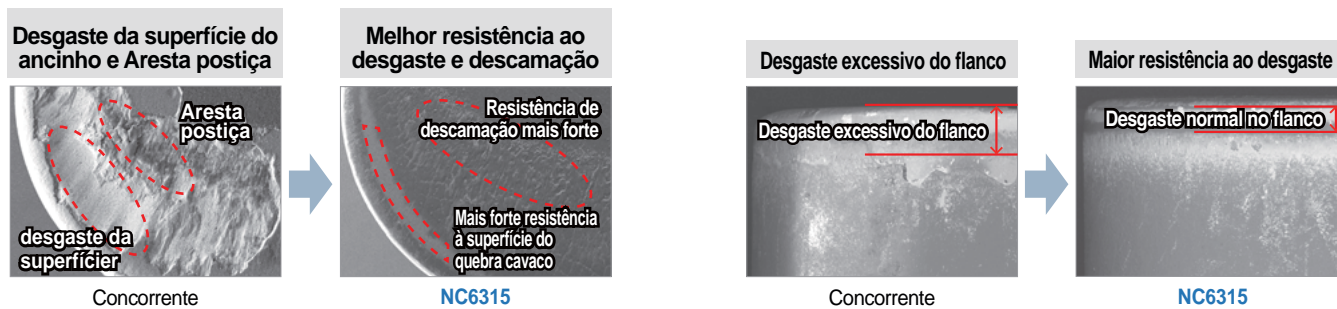 Desgaste da superfície do
ancinho e Aresta postiça
Aresta
postiça
desgaste da
superfícier
Concorrente
Melhor resistência ao
desgaste e descamação
Resistência de
descamação mais forte
Mais forte resistência
à superfície do
quebra cavaco
NC6315
Desgaste excessivo do flanco
Desgaste excessivo do flanco
Concorrente
Maior resistência ao desgaste
Desgaste normal no flanco
NC6315